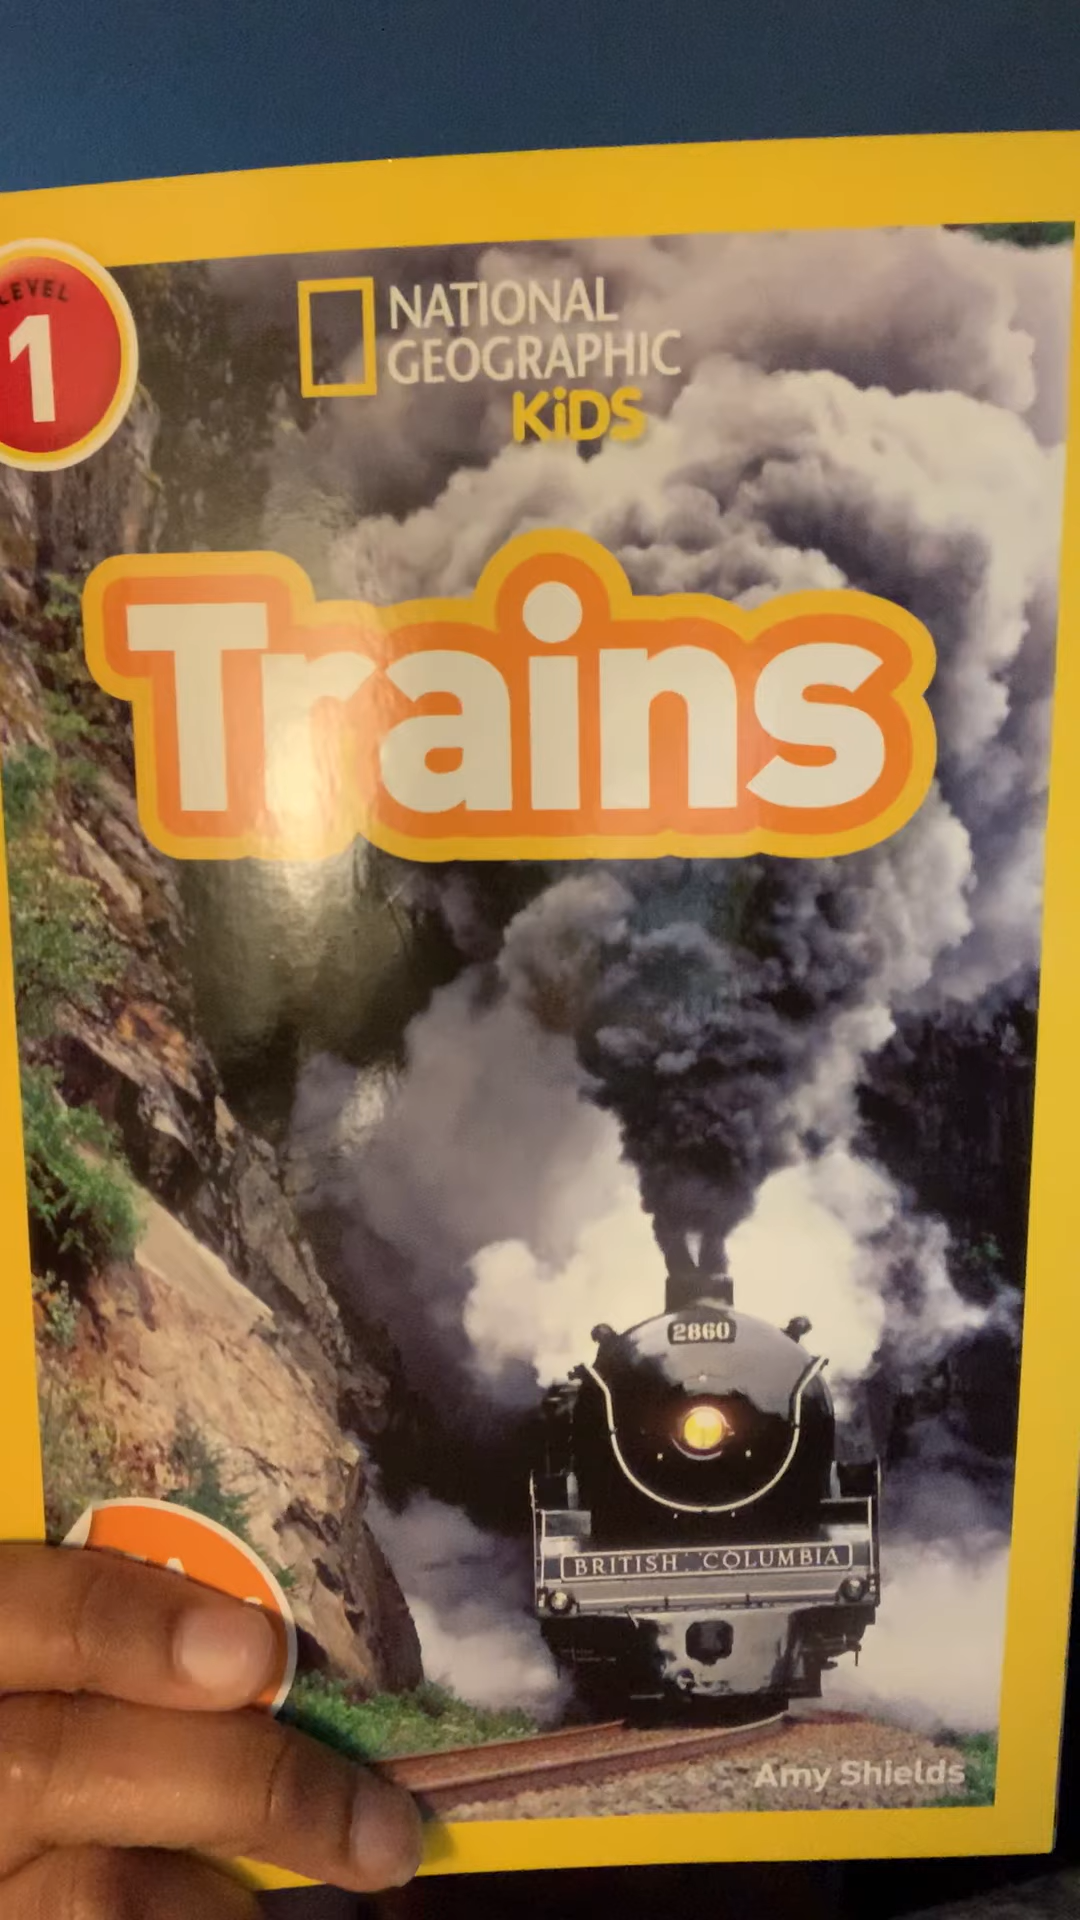 LEVEL
1
NATIONAL
GEOGRAPHIC
KiDS
Trains
2860
BRITISH COLUMBIA
Amy Shields